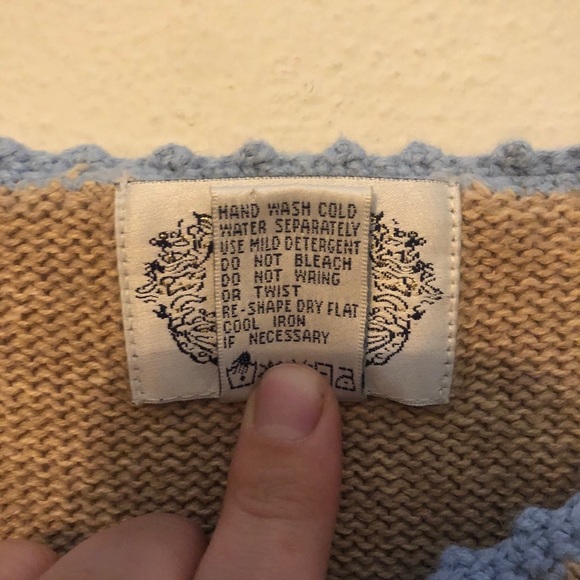 HAND WASH COLD
WATER SEPARATELY
USE MILD DETERGENT
DO NOT BLEACH
DO NOT WRING
OR TWIST
RE-SHAPE DRY FLAT
COOL IRON
IF NECESSARY